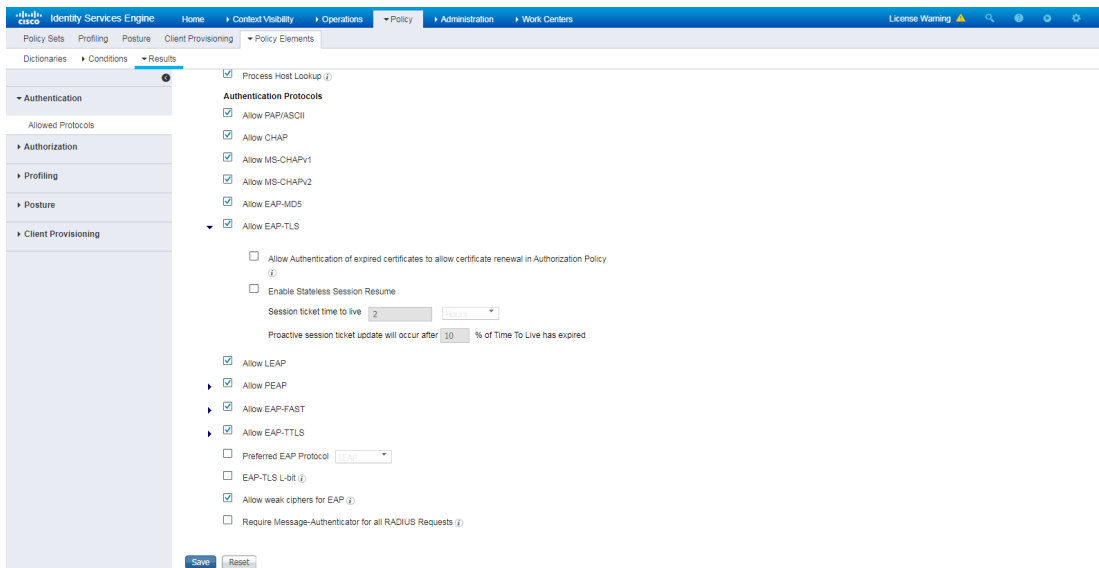 cisco Identity Services Engine Home Context Visibility Operations Policy Administration Work Centers License Warning
Policy Sets Profiling Posture Client Provisioning Policy Elements
Dictionaries Conditions Results
Authentication
Allowed Protocols
Authorization
Profiling
Posture
Client Provisioning
Process Host Lookup
Authentication Protocols
Allow PAP/ASCII
Allow CHAP
Allow MS-CHAPv1
Allow MS-CHAPv2
Allow EAP-MD5
Allow EAP-TLS
Allow Authentication of expired certificates to allow certificate renewal in Authorization Policy
Enable Stateless Session Resume
Session ticket time to live 2 Hours
Proactive session ticket update will occur after 10 % of Time To Live has expired
Allow LEAP
Allow PEAP
Allow EAP-FAST
Allow EAP-TTLS
Preferred EAP Protocol LEAP
EAP-TLS L-bit
Allow weak ciphers for EAP
Require Message-Authenticator for all RADIUS Requests
Save Reset